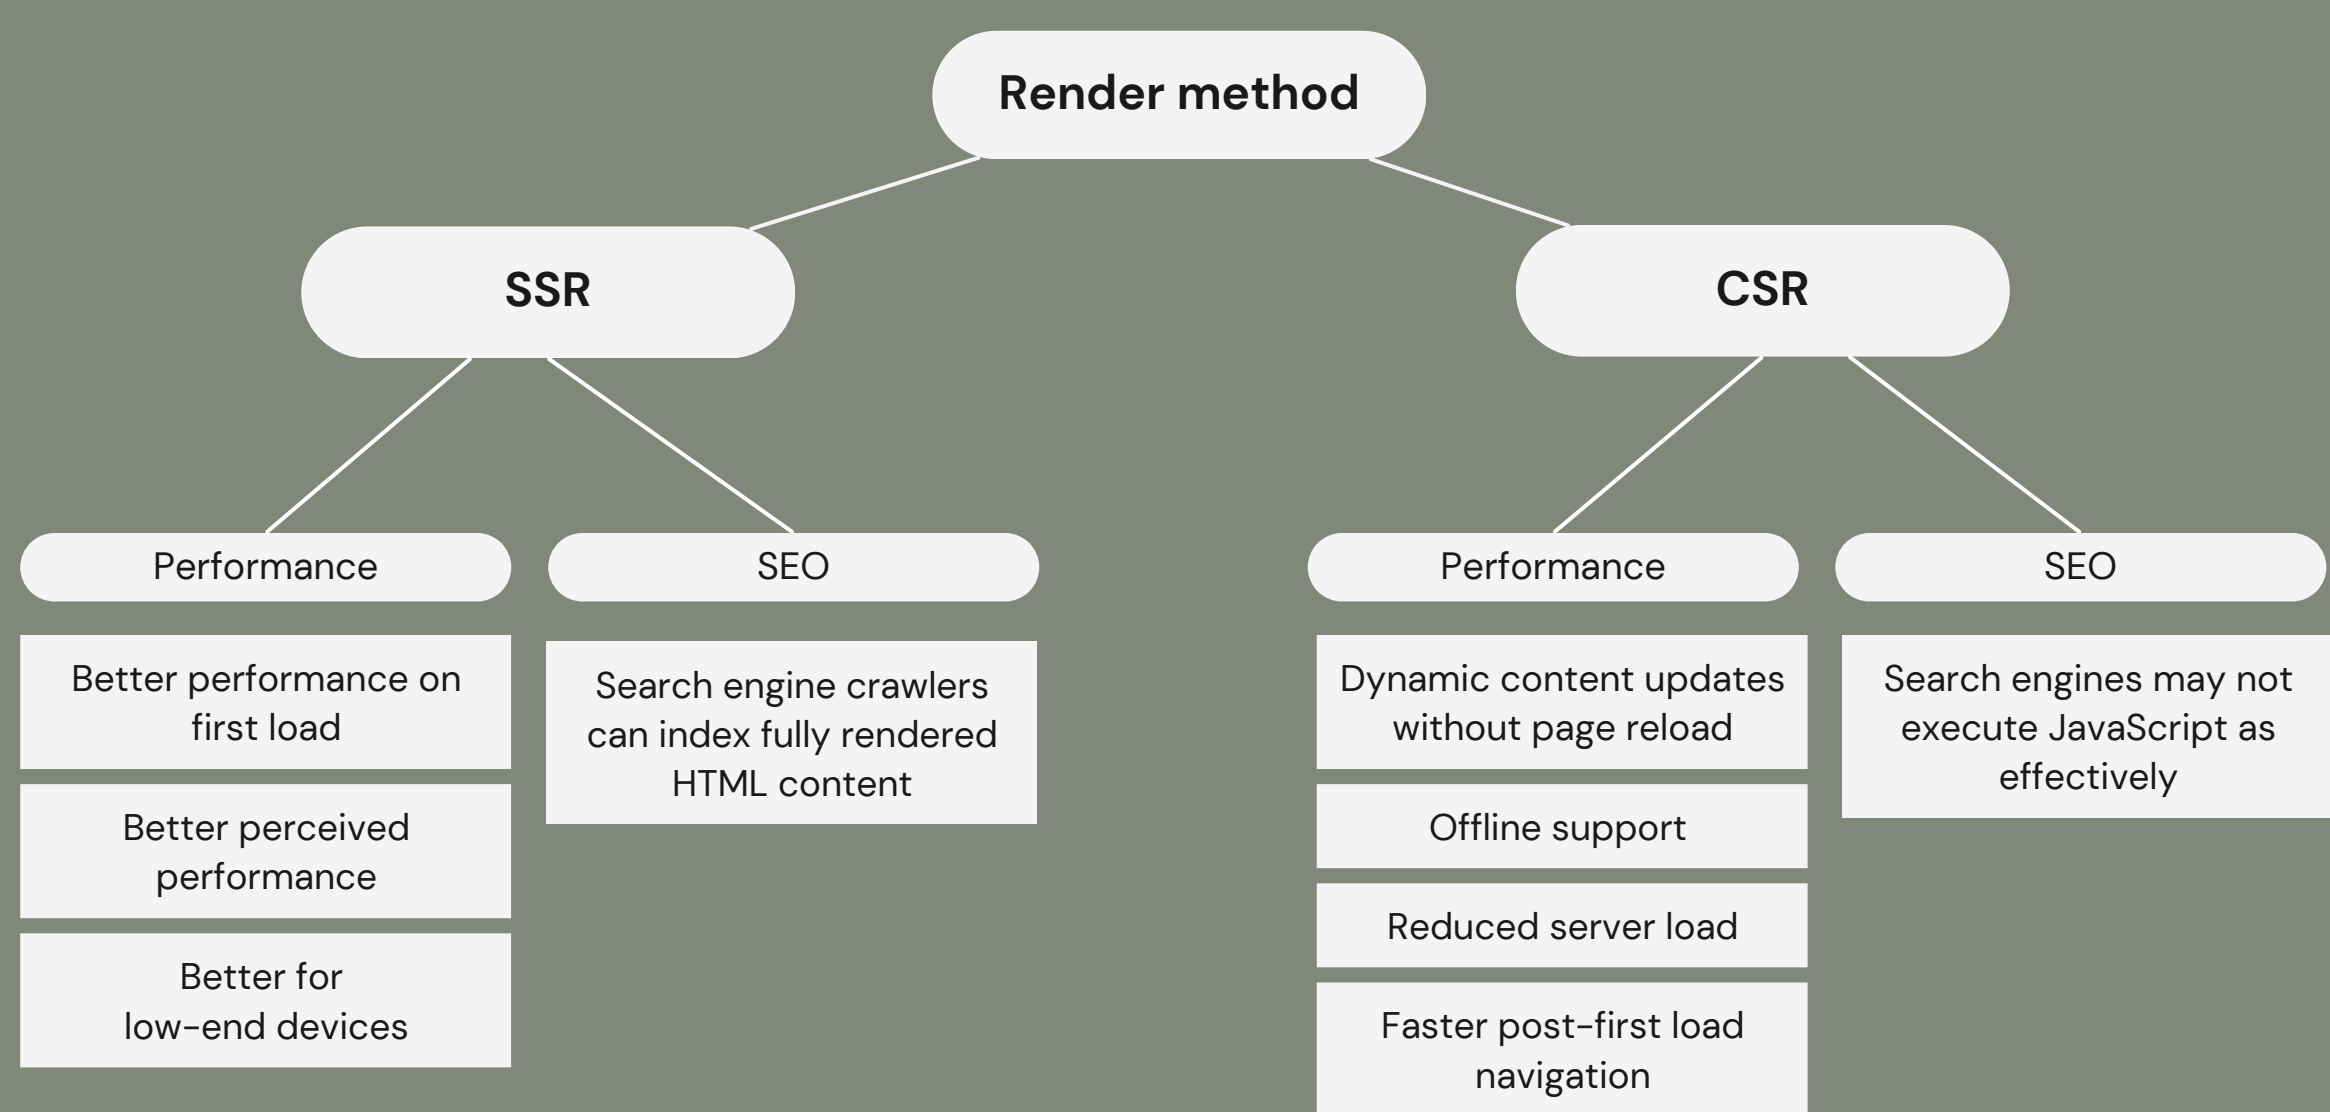 Render method
SSR
CSR
Performance
SEO
Performance
SEO
Better performance on
first load
Better perceived
performance
Better for
low-end devices
Search engine crawlers
can index fully rendered
HTML content
Dynamic content updates
without page reload
Offline support
Reduced server load
Faster post-first load
navigation
Search engines may not
execute JavaScript as
effectively